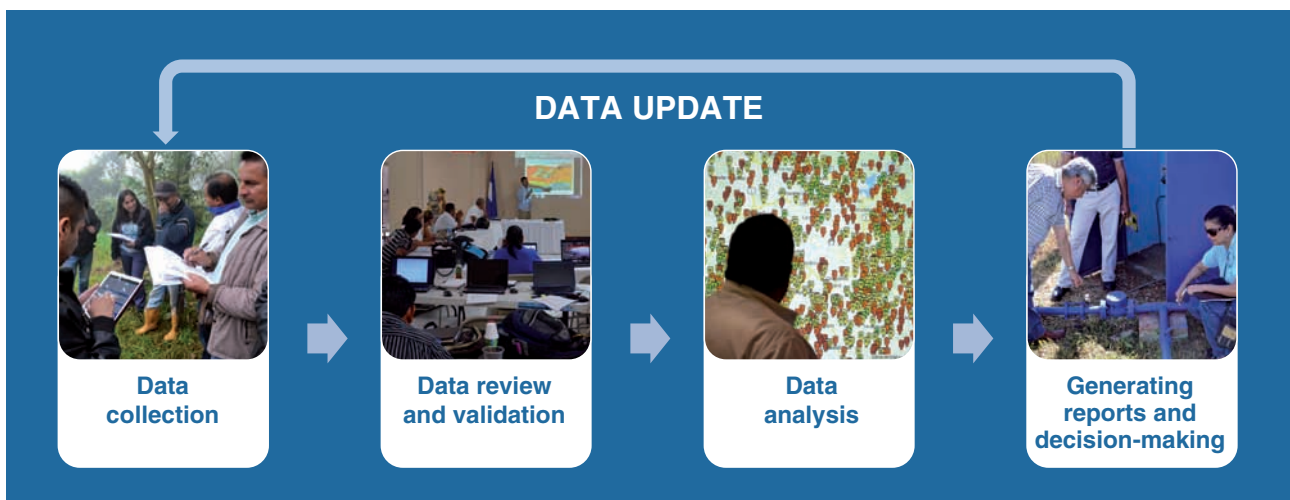 DATA UPDATE
Data
collection
Data review
and validation
Data
analysis
Generating
reports and
decision-making